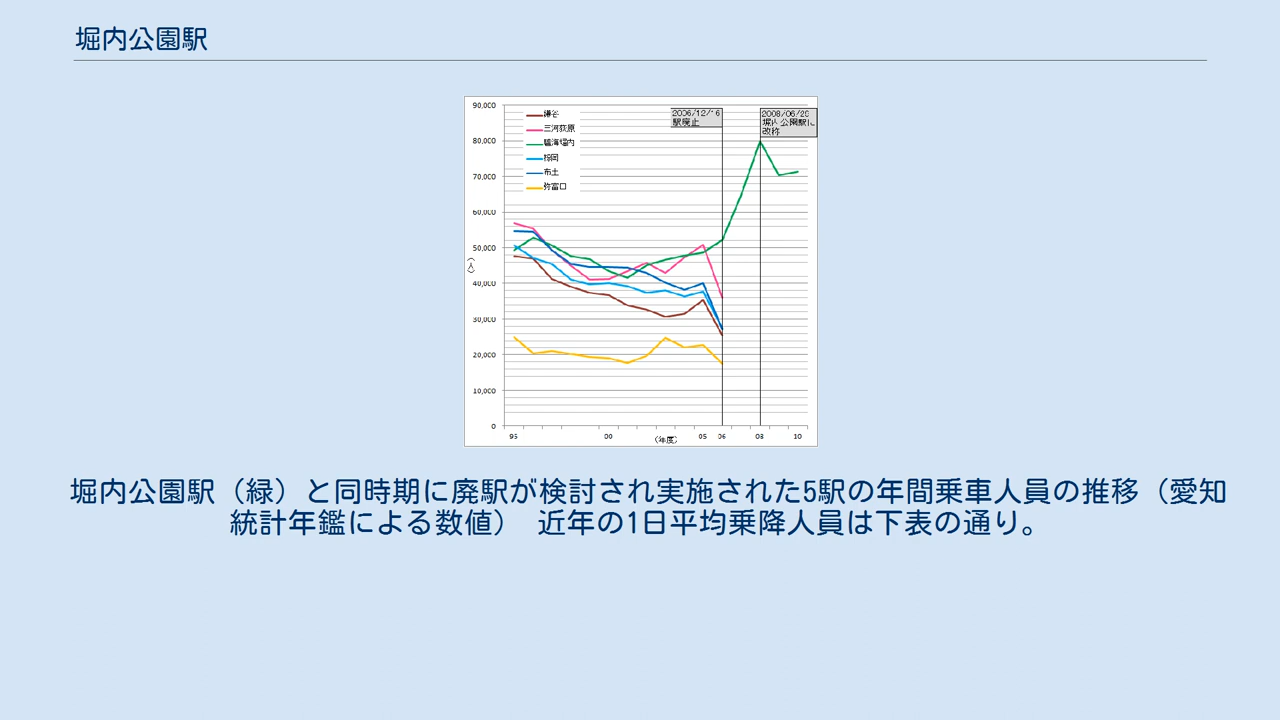 堀内公園駅
90,000
80,000
70,000
60,000
50,000
40,000
30,000
20,000
10,000
0
(人)
三河荻原
碧海堀内
布土
弥富口
2006/12/16
駅廃止
2008/06/26
堀内公園駅に
改称
95
00
05
06
08
10
(年度)
堀内公園駅（緑）と同時期に廃駅が検討され実施された5駅の年間乗車人員の推移（愛知
統計年鑑による数値） 近年の1日平均乗降人員は下表の通り。